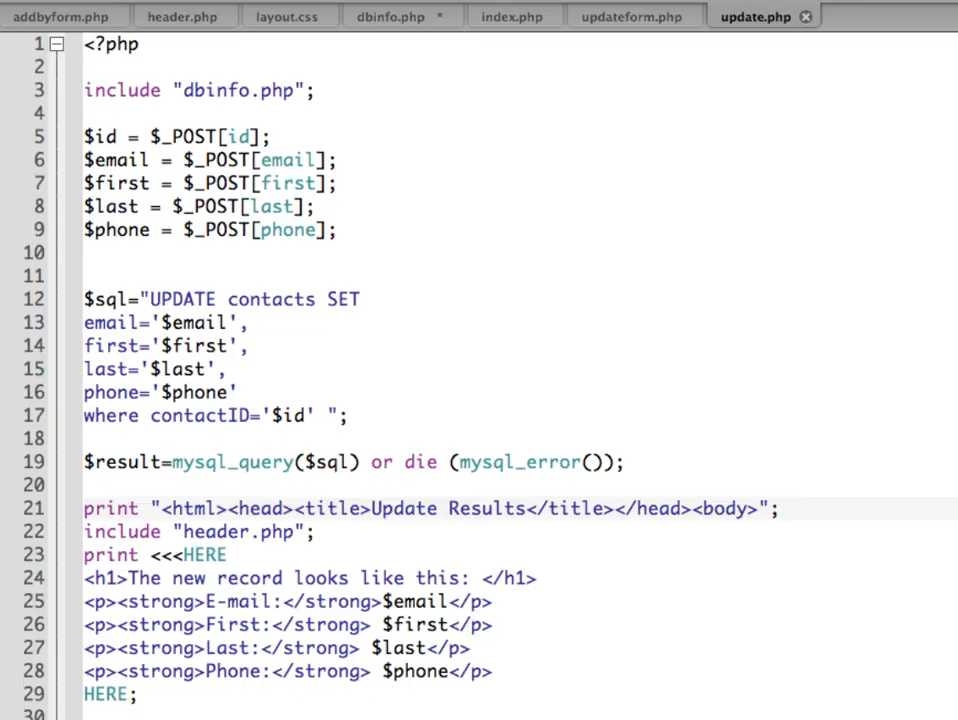 addbyform.php header.php layout.css dbinfo.php * index.php updateform.php update.php
1 <?php
2
3 include "dbinfo.php";
4
5 $id = $_POST[id];
6 $email = $_POST[email];
7 $first = $_POST[first];
8 $last = $_POST[last];
9 $phone = $_POST[phone];
10
11
12 $sql="UPDATE contacts SET
13 email='$email',
14 first='$first',
15 last='$last',
16 phone='$phone'
17 where contactID='$id' ";
18
19 $result=mysql_query($sql) or die (mysql_error());
20
21 print "<html><head><title>Update Results</title></head><body>";
22 include "header.php";
23 print <<<HERE
24 <h1>The new record looks like this: </h1>
25 <p><strong>E-mail:</strong>$email</p>
26 <p><strong>First:</strong> $first</p>
27 <p><strong>Last:</strong> $last</p>
28 <p><strong>Phone:</strong> $phone</p>
29 HERE;
30